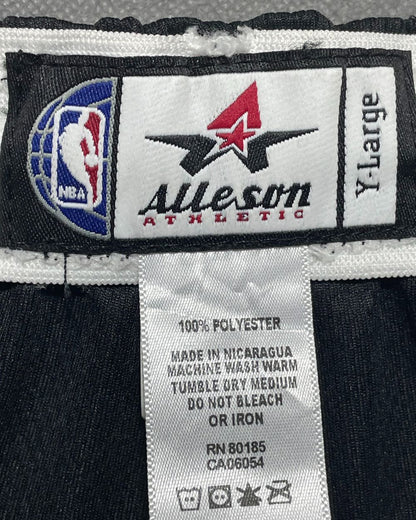 NBA
Alleson
ATHLETIC
Y-Large
100% POLYESTER
MADE IN NICARAGUA
MACHINE WASH WARM
TUMBLE DRY MEDIUM
DO NOT BLEACH
OR IRON
RN 80185
CA06054